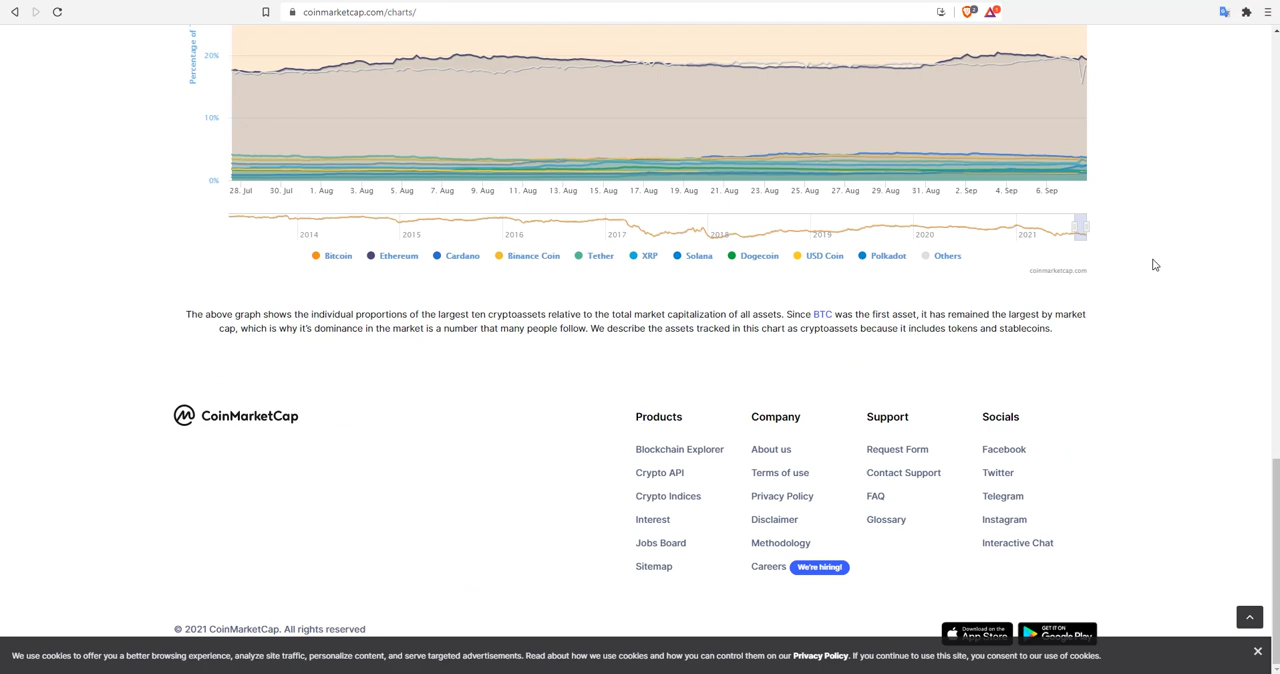 coinmarketcap.com/charts/
Percentage of
20%
10%
0%
28. Jul 30. Jul 1. Aug 3. Aug 5. Aug 7. Aug 9. Aug 11. Aug 13. Aug 15. Aug 17. Aug 19. Aug 21. Aug 23. Aug 25. Aug 27. Aug 29. Aug 31. Aug 2. Sep 4. Sep 6. Sep
2014 2015 2016 2017 2018 2019 2020 2021
Bitcoin Ethereum Cardano Binance Coin Tether XRP Solana Dogecoin USD Coin Polkadot Others
coinmarketcap.com
The above graph shows the individual proportions of the largest ten cryptoassets relative to the total market capitalization of all assets. Since BTC was the first asset, it has remained the largest by market
cap, which is why it's dominance in the market is a number that many people follow. We describe the assets tracked in this chart as cryptoassets because it includes tokens and stablecoins.
CoinMarketCap
Products Company Support Socials
Blockchain Explorer About us Request Form Facebook
Crypto API Terms of use Contact Support Twitter
Crypto Indices Privacy Policy FAQ Telegram
Interest Disclaimer Glossary Instagram
Jobs Board Methodology Interactive Chat
Sitemap Careers We're hiring!
© 2021 CoinMarketCap. All rights reserved
Download on the App Store GET IT ON Google Play
We use cookies to offer you a better browsing experience, analyze site traffic, personalize content, and serve targeted advertisements. Read about how we use cookies and how you can control them on our Privacy Policy. If you continue to use this site, you consent to our use of cookies.